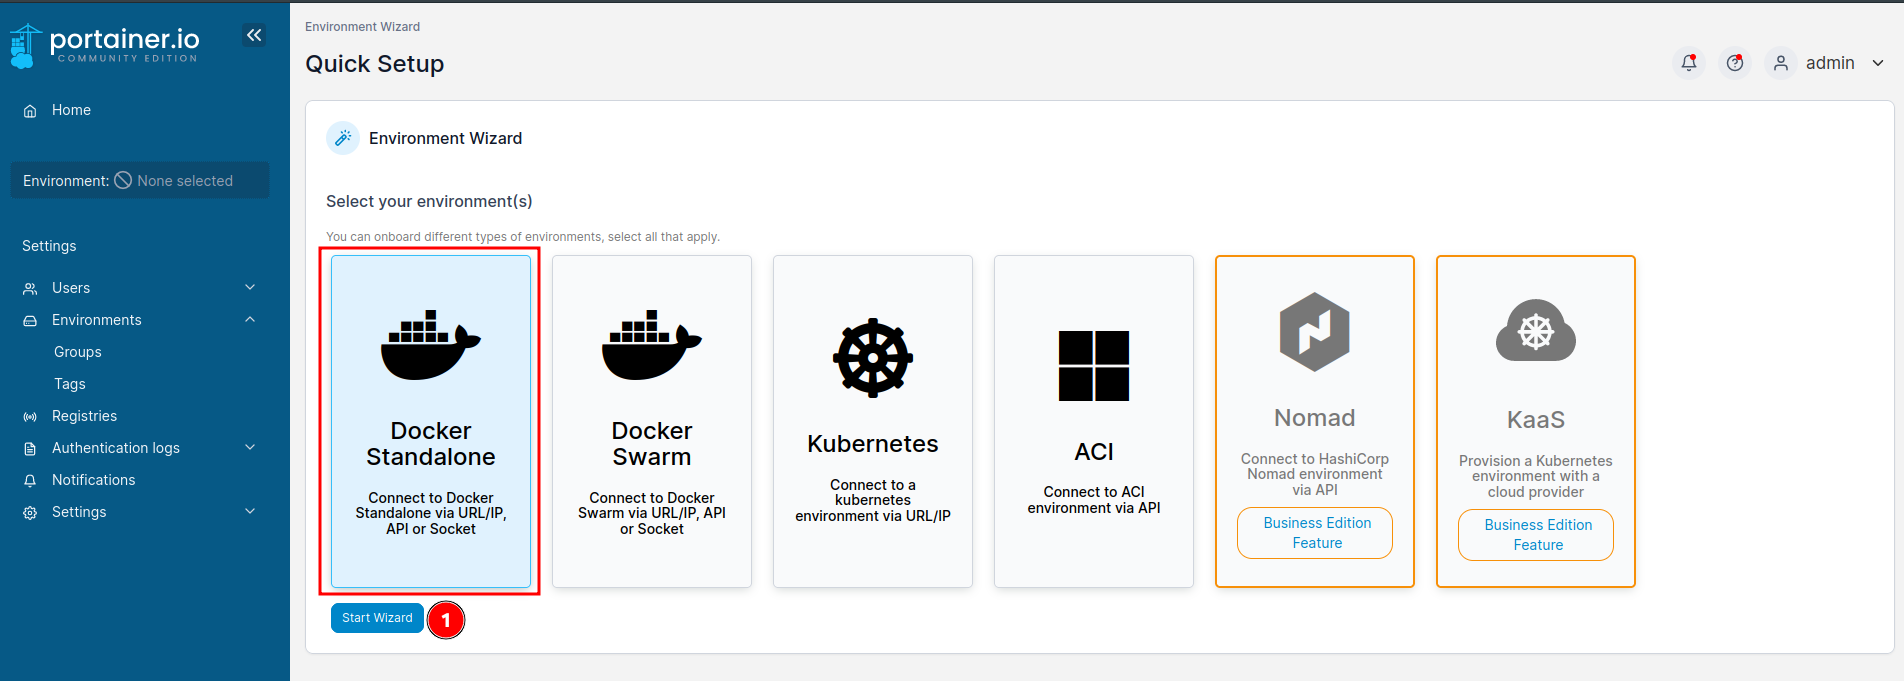 portainer.io
COMMUNITY EDITION
Home
Environment: None selected
Settings
Users
Environments
Groups
Tags
Registries
Authentication logs
Notifications
Settings
Environment Wizard
Quick Setup
admin
Environment Wizard
Select your environment(s)
You can onboard different types of environments, select all that apply.
Docker
Standalone
Connect to Docker
Standalone via URL/IP,
API or Socket
Docker
Swarm
Connect to Docker
Swarm via URL/IP, API
or Socket
Kubernetes
Connect to a
kubernetes
environment via URL/IP
ACI
Connect to ACI
environment via API
Nomad
Connect to HashiCorp
Nomad environment
via API
Business Edition
Feature
KaaS
Provision a Kubernetes
environment with a
cloud provider
Business Edition
Feature
Start Wizard
1